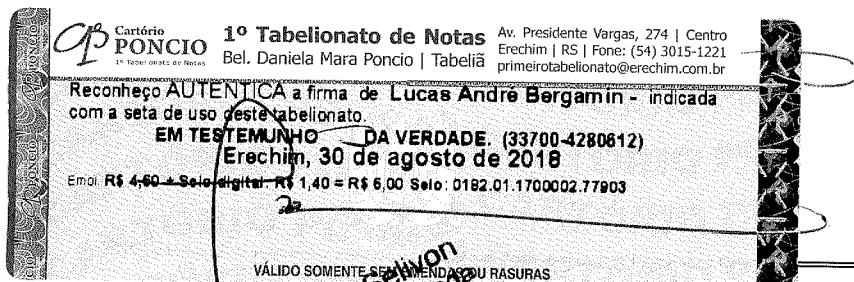 Cartório
PONCIO
1º Tabelionato de Notas
1º Tabelionato de Notas
Bel. Daniela Mara Poncio | Tabeliã
Av. Presidente Vargas, 274 | Centro
Erechim | RS | Fone: (54) 3015-1221
primeirotabelionato@erechim.com.br
Reconheço AUTENTICA a firma de Lucas André Bergamin - indicada
com a seta de uso deste tabelionato.
EM TESTEMUNHO DA VERDADE. (33700-4280612)
Erechim, 30 de agosto de 2018
Emol R$ 4,60 + Selo digital: R$ 1,40 = R$ 6,00 Selo: 0182.01.1700002.77903
VÁLIDO SOMENTE SEM EMENDAS OU RASURAS